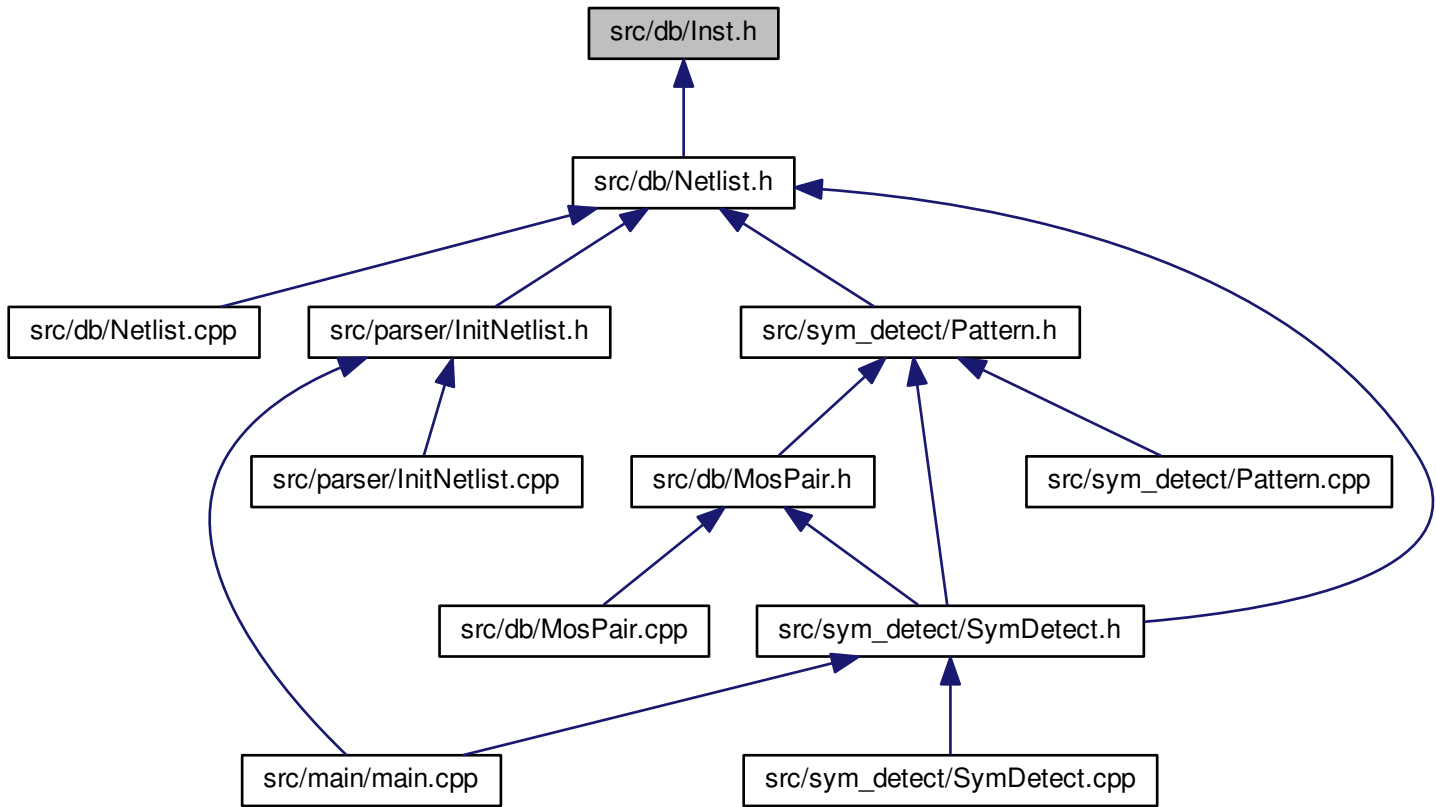 src/db/Inst.h
src/db/Netlist.h
src/db/Netlist.cpp
src/parser/InitNetlist.h
src/sym_detect/Pattern.h
src/parser/InitNetlist.cpp
src/db/MosPair.h
src/sym_detect/Pattern.cpp
src/db/MosPair.cpp
src/sym_detect/SymDetect.h
src/main/main.cpp
src/sym_detect/SymDetect.cpp